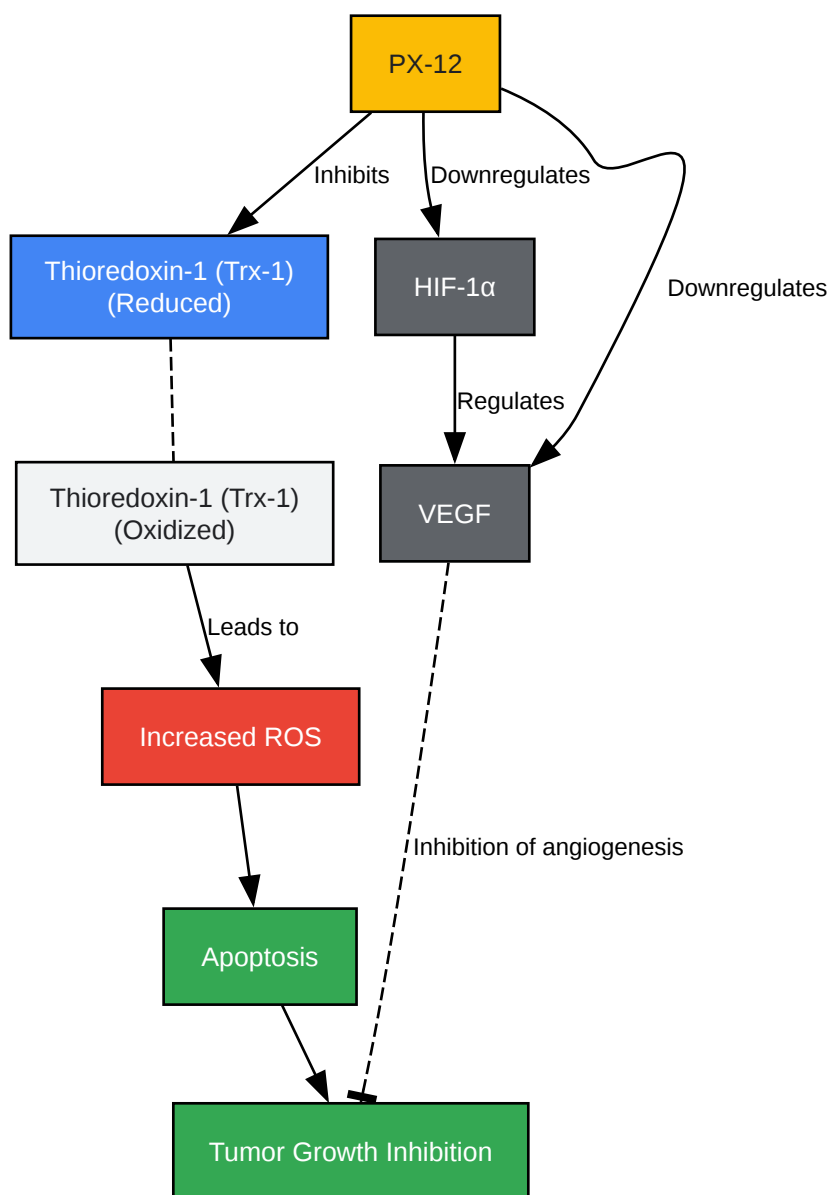 PX-12
Inhibits
Downregulates
Thioredoxin-1 (Trx-1)
(Reduced)
HIF-1α
Downregulates
Regulates
Thioredoxin-1 (Trx-1)
(Oxidized)
VEGF
Leads to
Increased ROS
Inhibition of angiogenesis
Apoptosis
Tumor Growth Inhibition